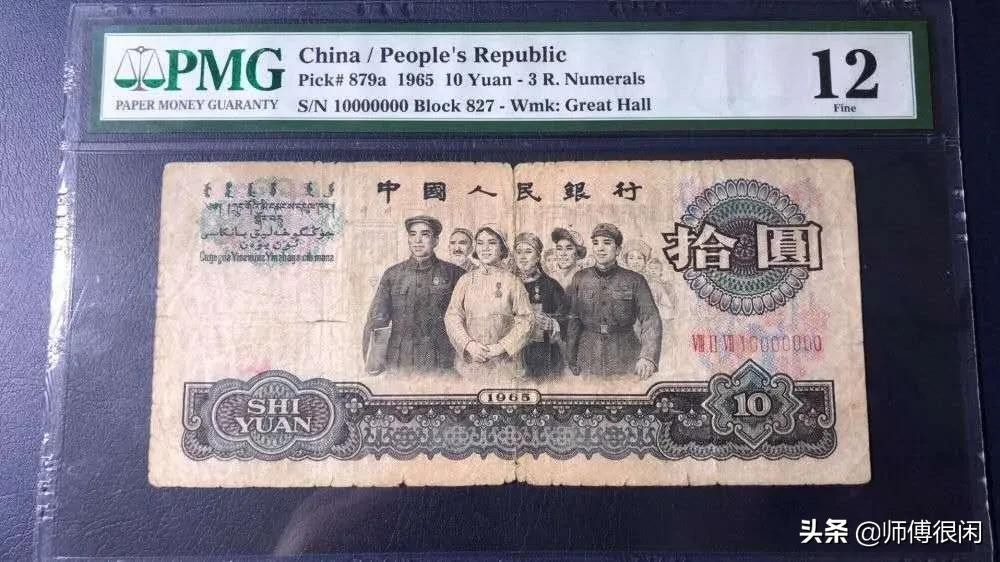 PMG
PAPER MONEY GUARANTY
China / People's Republic
Pick# 879a 1965 10 Yuan - 3 R. Numerals
S/N 10000000 Block 827 - Wmk: Great Hall
12
Fine
中國人民銀行
拾圓
VIII II VII 10000000
1965
SHI
YUAN
10
头条 @师傅很闲